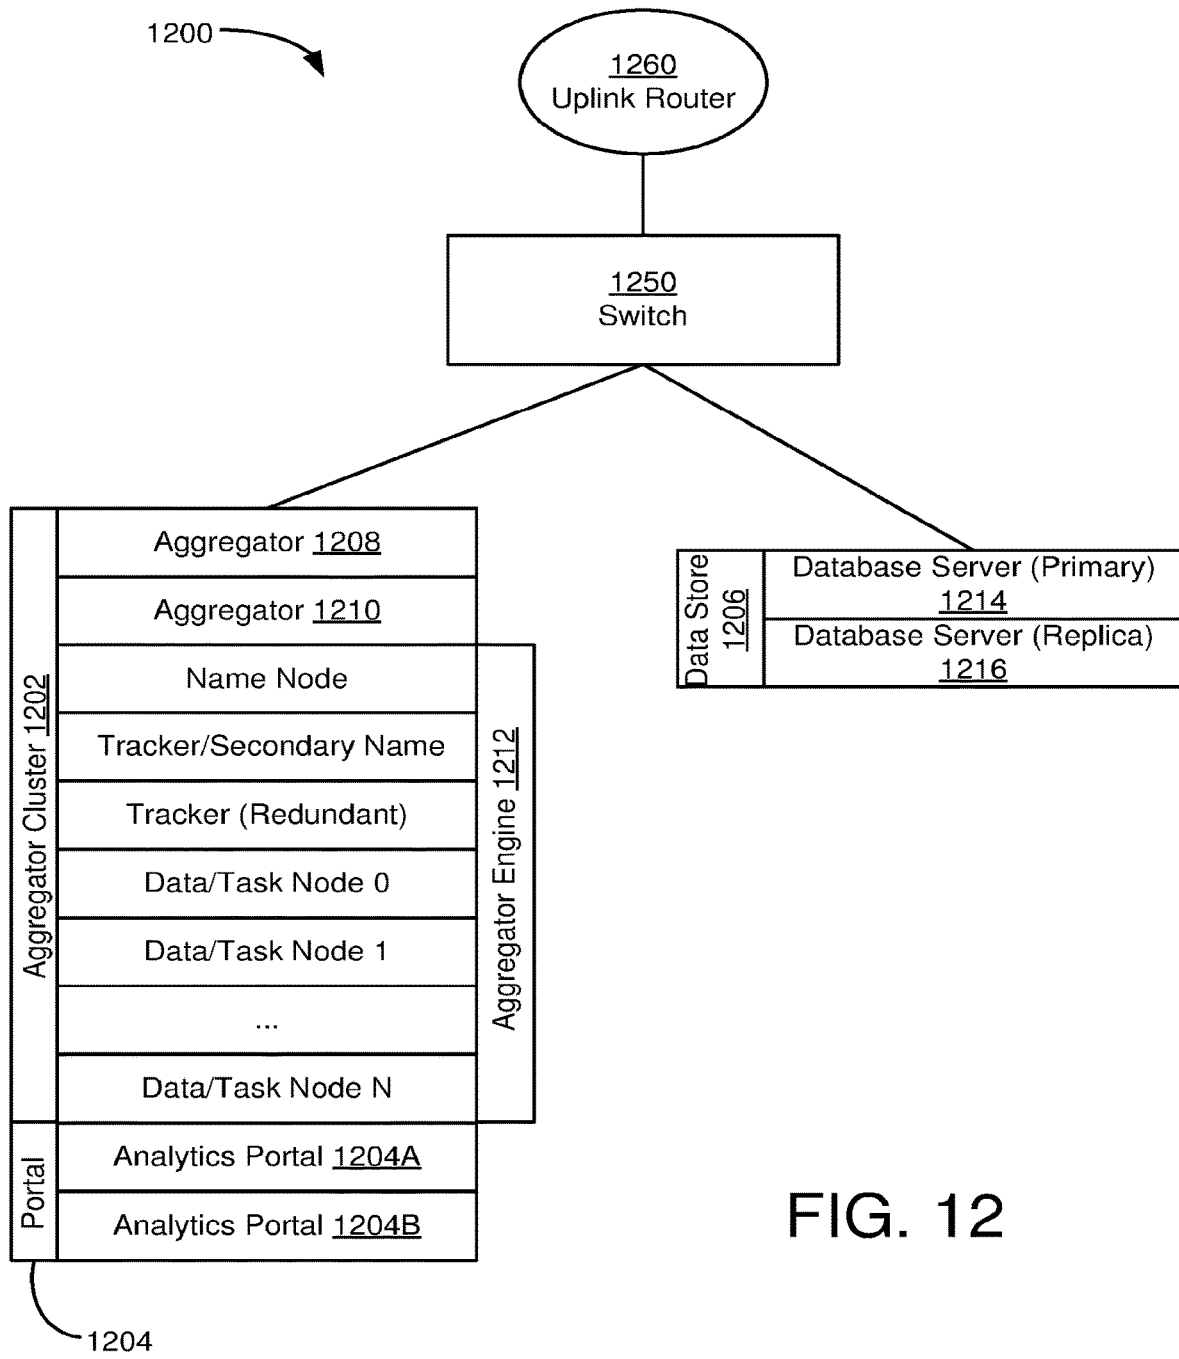 1200
1260
Uplink Router
1250
Switch
Aggregator Cluster 1202
Aggregator 1208
Aggregator 1210
Name Node
Tracker/Secondary Name
Tracker (Redundant)
Data/Task Node 0
Data/Task Node 1
...
Data/Task Node N
Aggregator Engine 1212
Portal
Analytics Portal 1204A
Analytics Portal 1204B
1204
Data Store
1206
Database Server (Primary)
1214
Database Server (Replica)
1216
FIG. 12